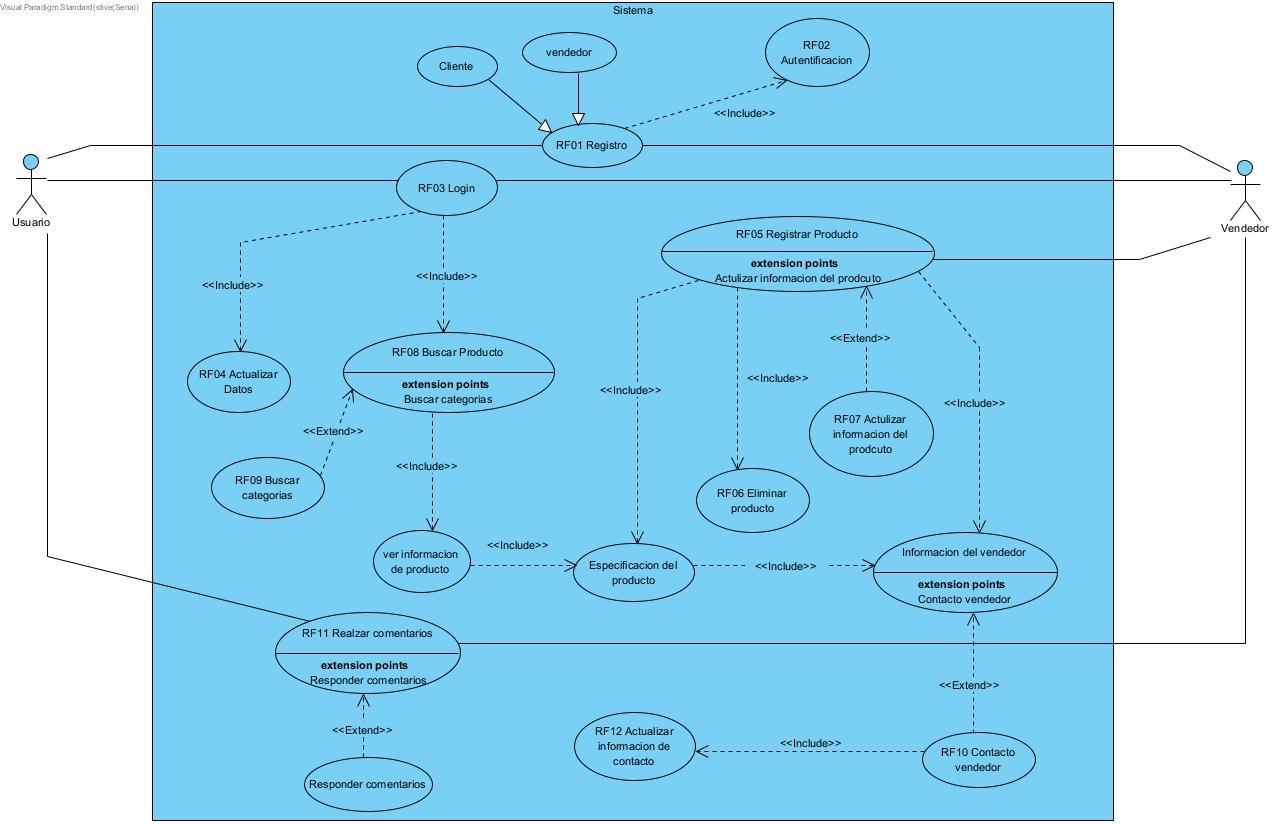 Visual Paradigm Standard(stive(Sena))
Sistema
Cliente
vendedor
RF02
Autentificacion
<<Include>>
RF01 Registro
Usuario
Vendedor
RF03 Login
RF05 Registrar Producto
extension points
Actulizar informacion del prodcuto
<<Include>>
<<Include>>
<<Extend>>
<<Include>>
<<Include>>
<<Include>>
RF04 Actualizar
Datos
RF08 Buscar Producto
extension points
Buscar categorias
<<Extend>>
<<Include>>
RF07 Actulizar
informacion del
prodcuto
RF09 Buscar
categorias
RF06 Eliminar
producto
ver informacion
de producto
<<Include>>
Especificacion del
producto
<<Include>>
Informacion del vendedor
extension points
Contacto vendedor
RF11 Realzar comentarios
extension points
Responder comentarios
<<Extend>>
<<Extend>>
Responder comentarios
RF12 Actualizar
informacion de
contacto
<<Include>>
RF10 Contacto
vendedor